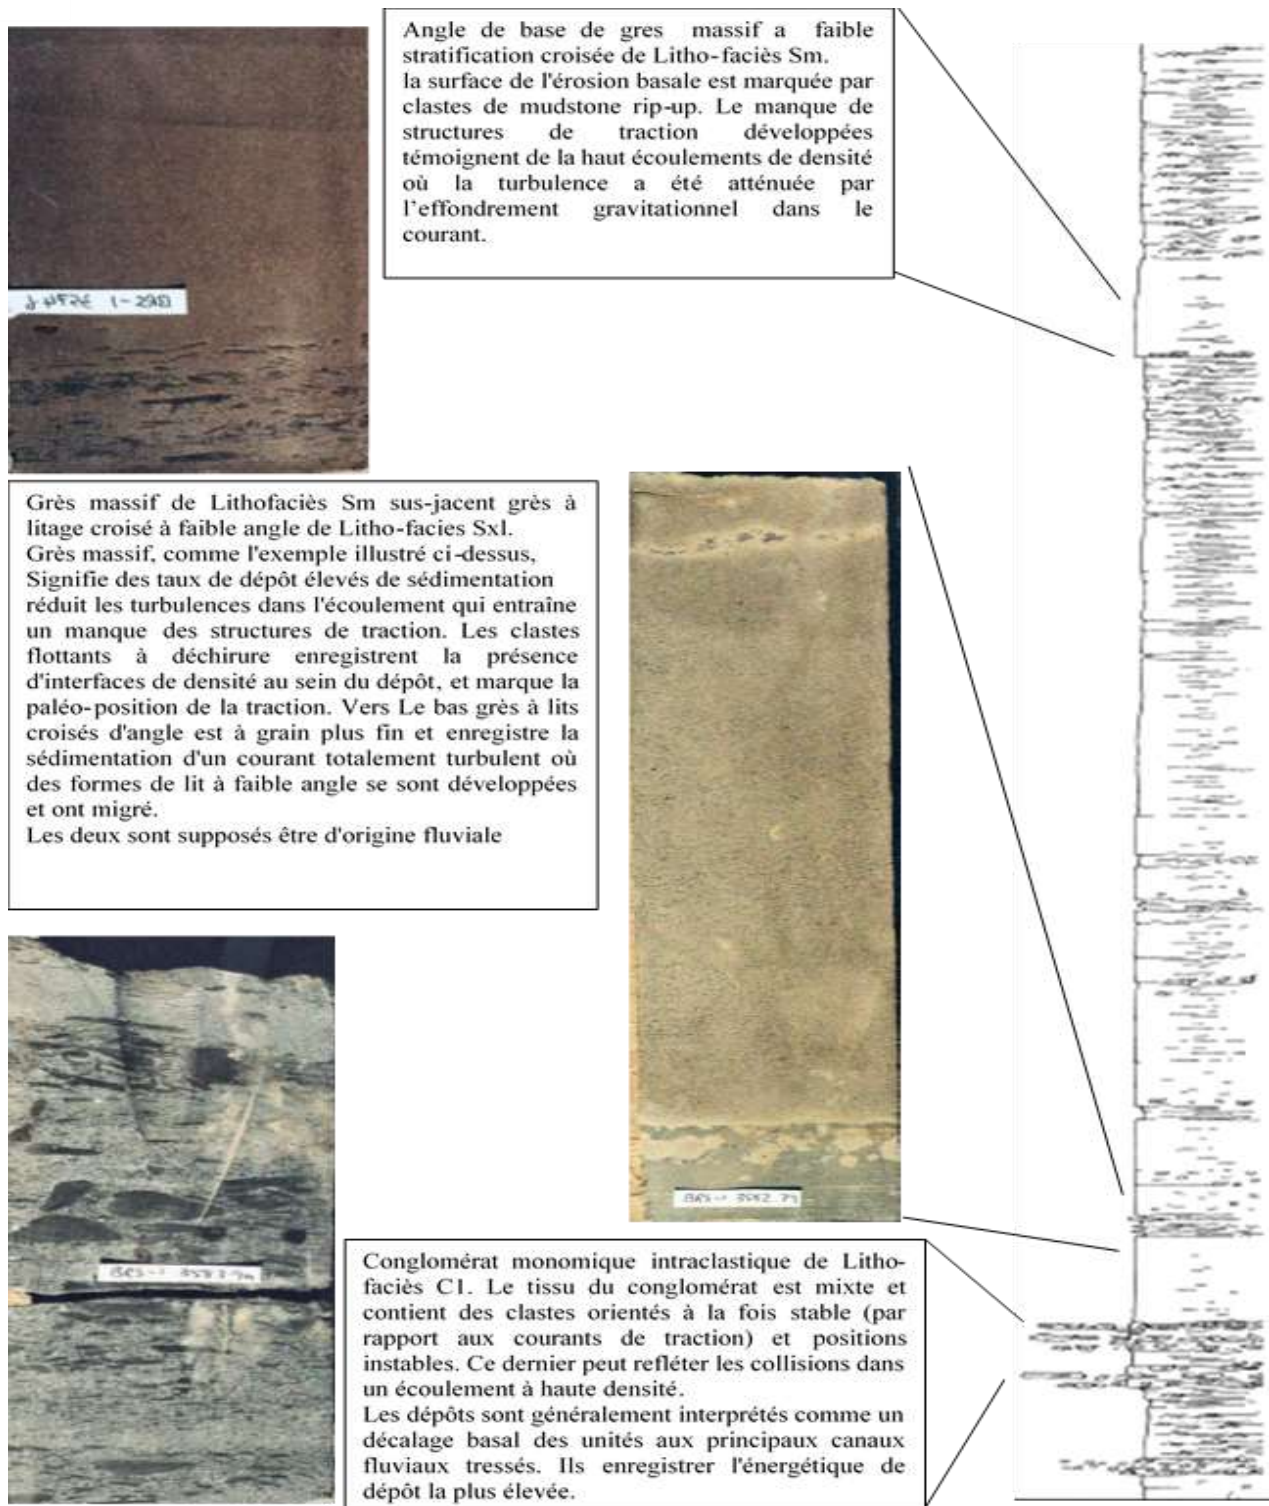 Angle de base de gres massif a faible
stratification croisée de Litho-faciès Sm.
la surface de l'érosion basale est marquée par
clastes de mudstone rip-up. Le manque de
structures de traction développées
témoignent de la haut écoulements de densité
où la turbulence a été atténuée par
l'effondrement gravitationnel dans le
courant.
Grès massif de Lithofaciès Sm sus-jacent grès à
litage croisé à faible angle de Litho-facies Sxl.
Grès massif, comme l'exemple illustré ci-dessus,
Signifie des taux de dépôt élevés de sédimentation
réduit les turbulences dans l'écoulement qui entraîne
un manque des structures de traction. Les clastes
flottants à déchirure enregistrent la présence
d'interfaces de densité au sein du dépôt, et marque la
paléo-position de la traction. Vers Le bas grès à lits
croisés d'angle est à grain plus fin et enregistre la
sédimentation d'un courant totalement turbulent où
des formes de lit à faible angle se sont développées
et ont migré.
Les deux sont supposés être d'origine fluviale
Conglomérat monomique intraclastique de Litho-
faciès C1. Le tissu du conglomérat est mixte et
contient des clastes orientés à la fois stable (par
rapport aux courants de traction) et positions
instables. Ce dernier peut refléter les collisions dans
un écoulement à haute densité.
Les dépôts sont généralement interprétés comme un
décalage basal des unités aux principaux canaux
fluviaux tressés. Ils enregistrer l'énergétique de
dépôt la plus élevée.